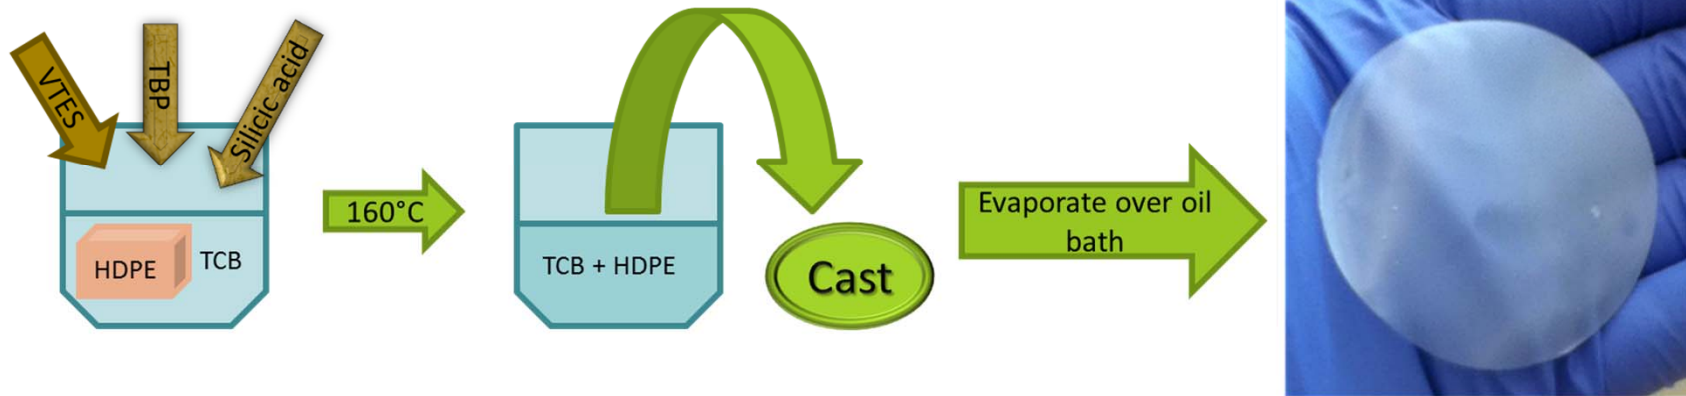 VTES
TBP
Silicic acid
HDPE
TCB
160°C
TCB + HDPE
Cast
Evaporate over oil
bath